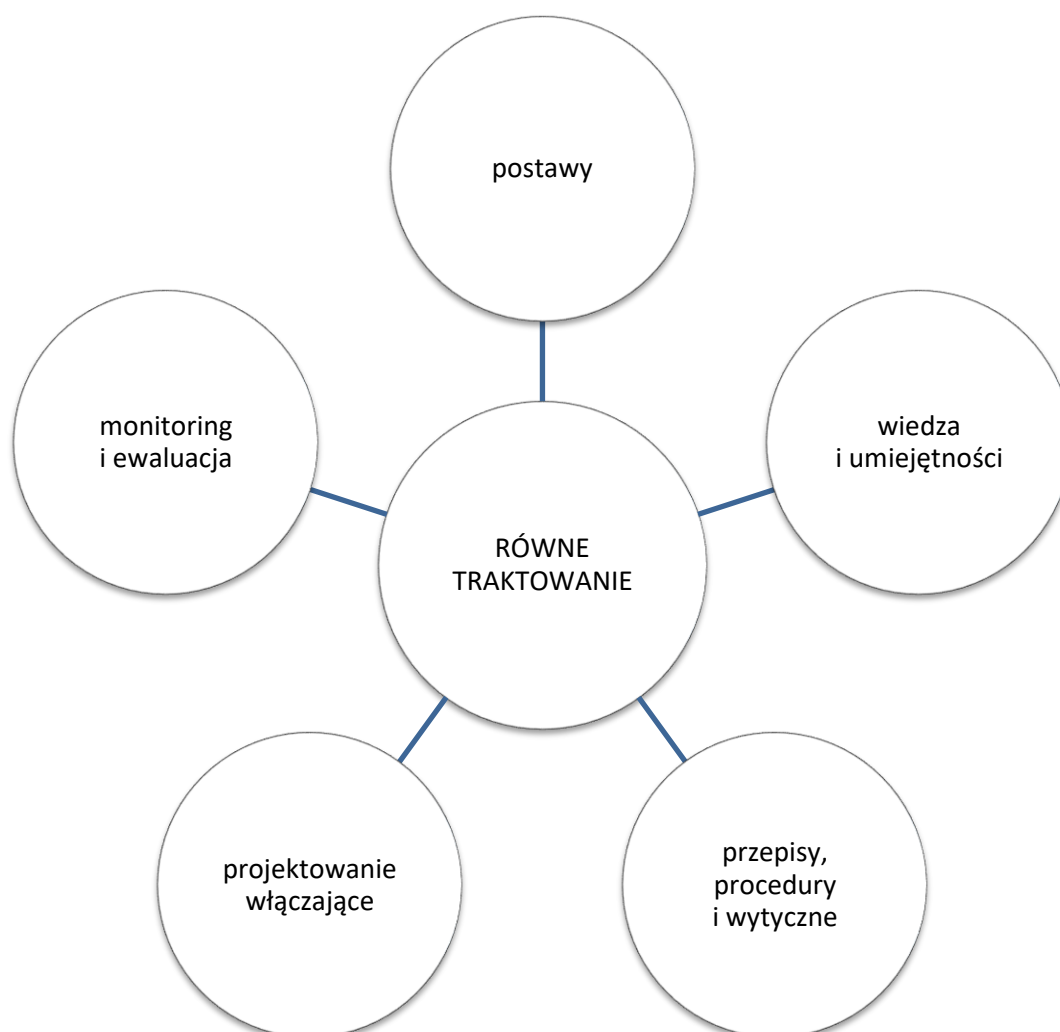 postawy
monitoring
i ewaluacja
wiedza
i umiejętności
RÓWNE
TRAKTOWANIE
projektowanie
włączające
przepisy,
procedury
i wytyczne